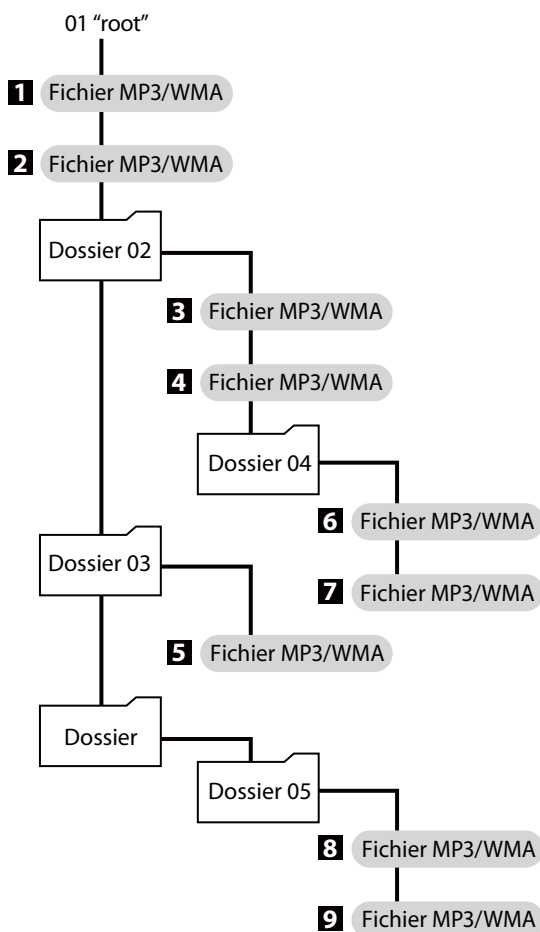 01 “root”
1 Fichier MP3/WMA
2 Fichier MP3/WMA
Dossier 02
3 Fichier MP3/WMA
4 Fichier MP3/WMA
Dossier 04
6 Fichier MP3/WMA
Dossier 03
7 Fichier MP3/WMA
5 Fichier MP3/WMA
Dossier
Dossier 05
8 Fichier MP3/WMA
9 Fichier MP3/WMA